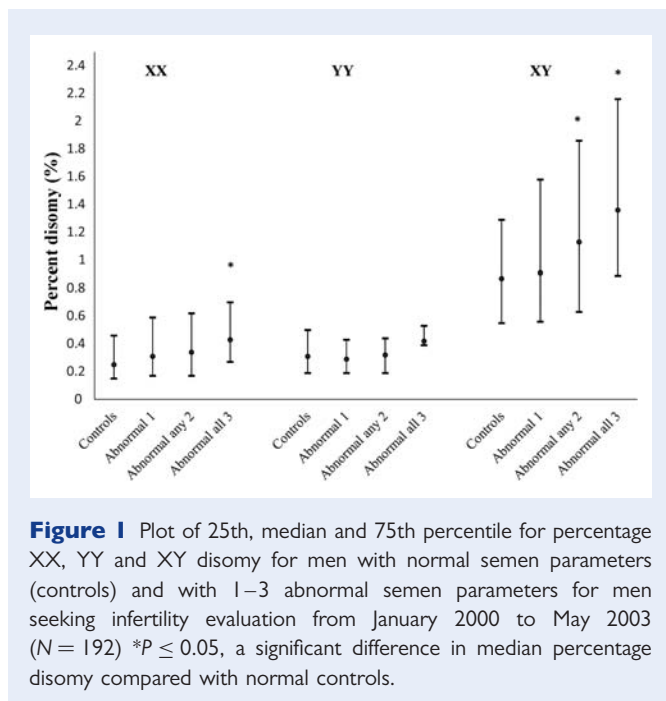 XX YY XY
2.4
2.2
2
1.8
1.6
1.4
1.2
1
0.8
0.6
0.4
0.2
0
Percent disomy (%)
*
*
*
Controls
Abnormal 1
Abnormal any 2
Abnormal all 3
Controls
Abnormal 1
Abnormal any 2
Abnormal all 3
Controls
Abnormal 1
Abnormal any 2
Abnormal all 3
Figure 1 Plot of 25th, median and 75th percentile for percentage
XX, YY and XY disomy for men with normal semen parameters
(controls) and with 1–3 abnormal semen parameters for men
seeking infertility evaluation from January 2000 to May 2003
(N = 192) *P ≤ 0.05, a significant difference in median percentage
disomy compared with normal controls.